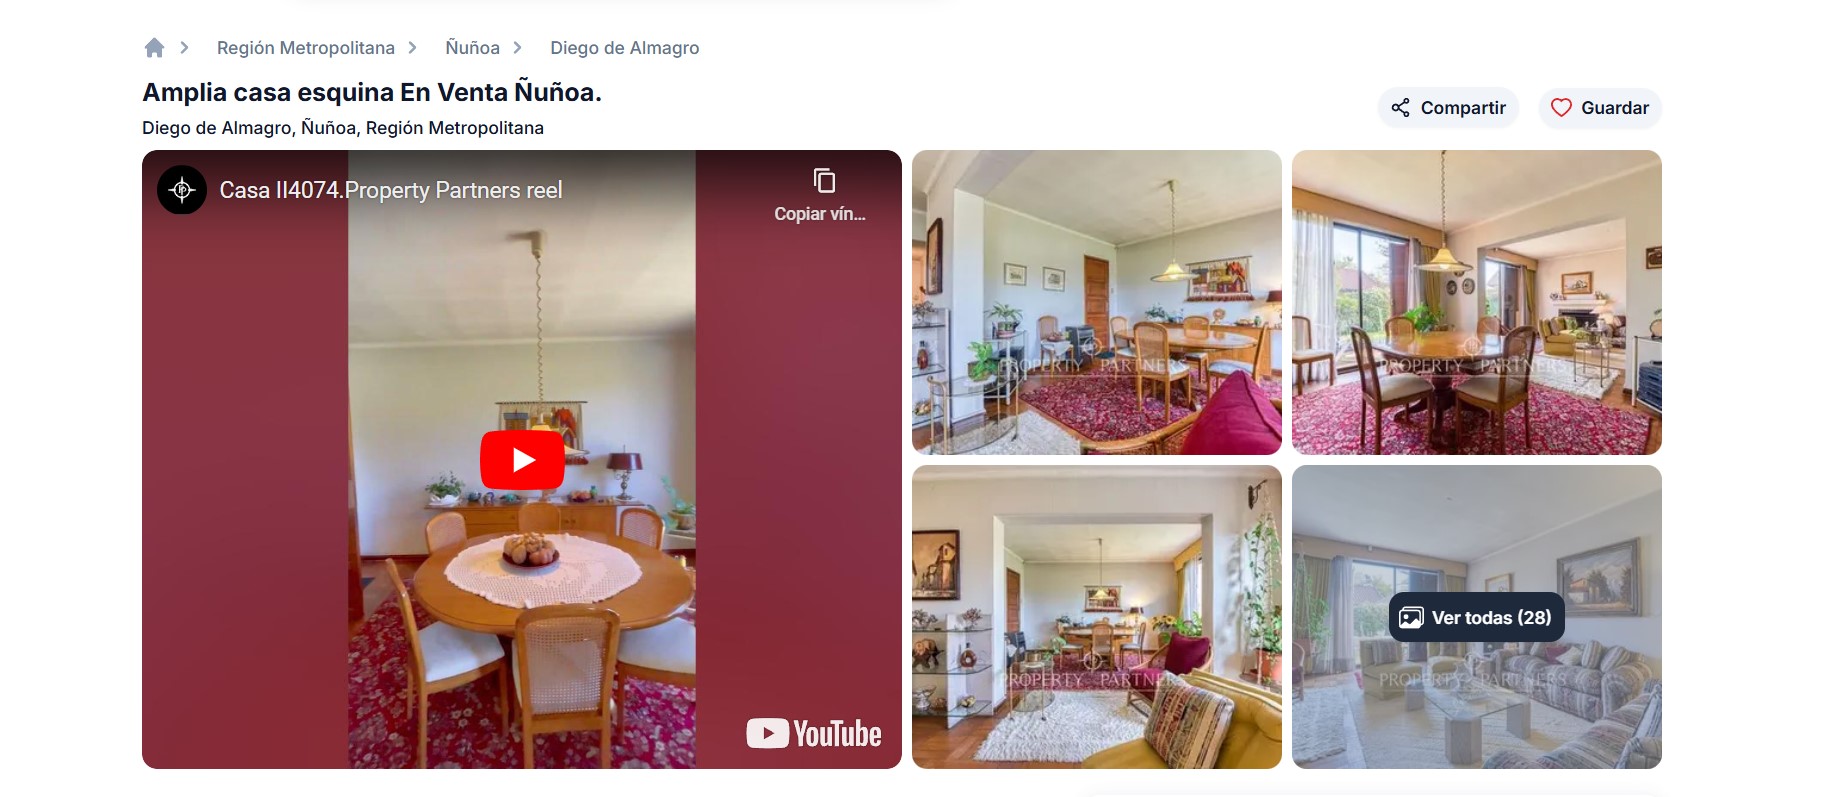 Región Metropolitana
Ñuñoa
Diego de Almagro
Amplia casa esquina En Venta Ñuñoa.
Diego de Almagro, Ñuñoa, Región Metropolitana
Compartir
Guardar
Casa II4074.Property Partners reel
Copiar vín...
YouTube
PROPERTY PARTNERS
PROPERTY PARTNERS
PROPERTY PARTNERS
Ver todas (28)
PROPERTY PARTNERS